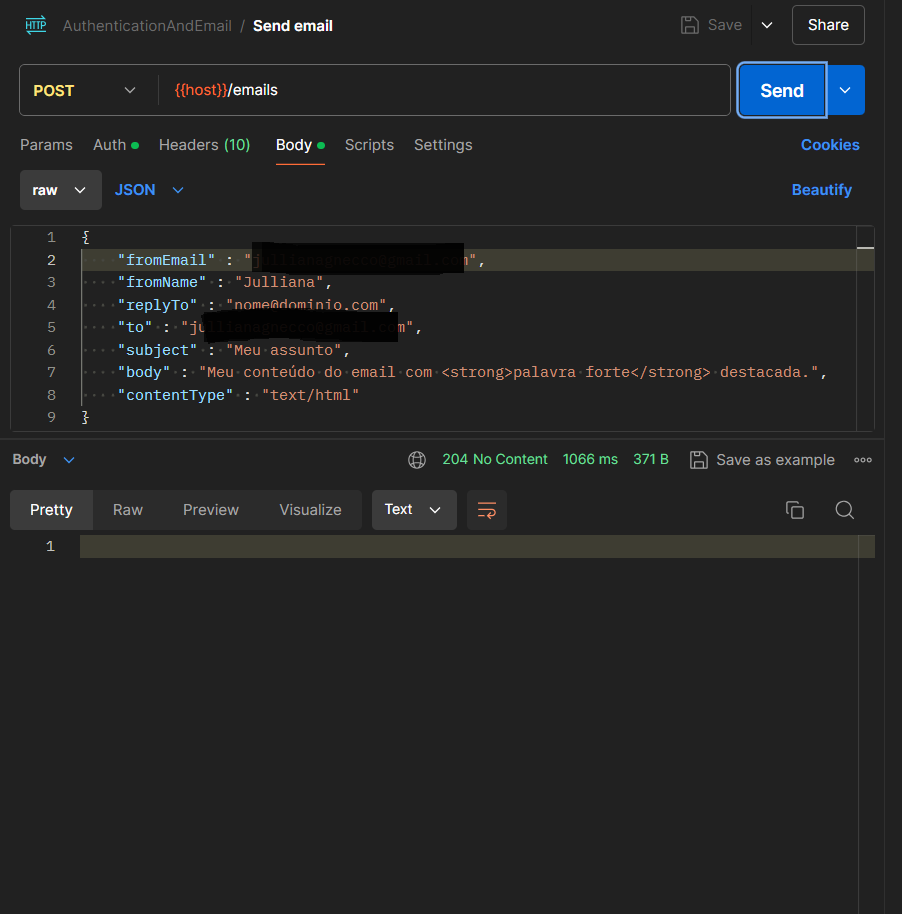 HTTP AuthenticationAndEmail / Send email Save Share
POST {{host}}/emails Send
Params Auth Headers (10) Body Scripts Settings Cookies
raw JSON Beautify
1 {
2 "fromEmail" : "
3 "fromName" : "Julliana",
4 "replyTo" : "nome@dominio.com",
5 "to" : "
6 "subject" : "Meu assunto",
7 "body" : "Meu conteúdo do email com <strong>palavra forte</strong> destacada.",
8 "contentType" : "text/html"
9 }
Body 204 No Content 1066 ms 371 B Save as example
Pretty Raw Preview Visualize Text
1